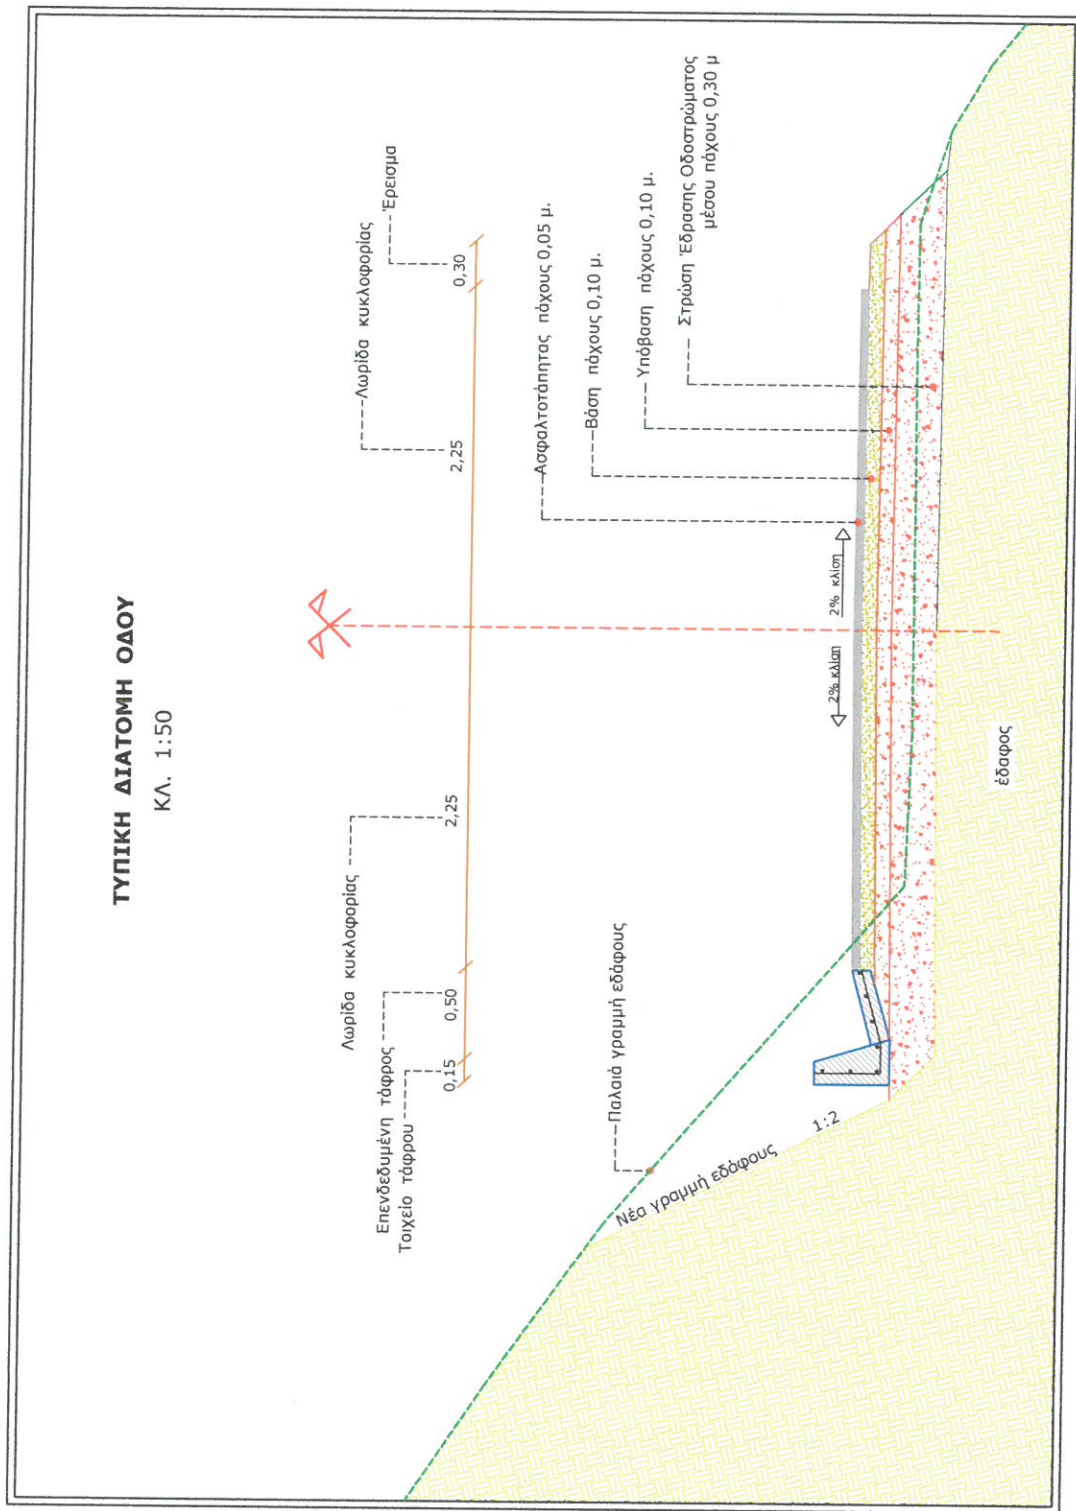 ΤΥΠΙΚΗ ΔΙΑΤΟΜΗ ΟΔΟΥ
ΚΛ. 1:50
Επενδεδυμένη τάφρος
Τοιχείο τάφρου
Λωρίδα κυκλοφορίας
Λωρίδα κυκλοφορίας
Έρεισμα
0,15
0,50
2,25
2,25
0,30
Ασφαλτοτάπητας πάχους 0,05 μ.
Βάση πάχους 0,10 μ.
Υπόβαση πάχους 0,10 μ.
Στρώση Έδρασης Οδοστρώματος
μέσου πάχους 0,30 μ
Παλαιά γραμμή εδάφους
Νέα γραμμή εδάφους
1:2
2% κλίση
2% κλίση
έδαφος